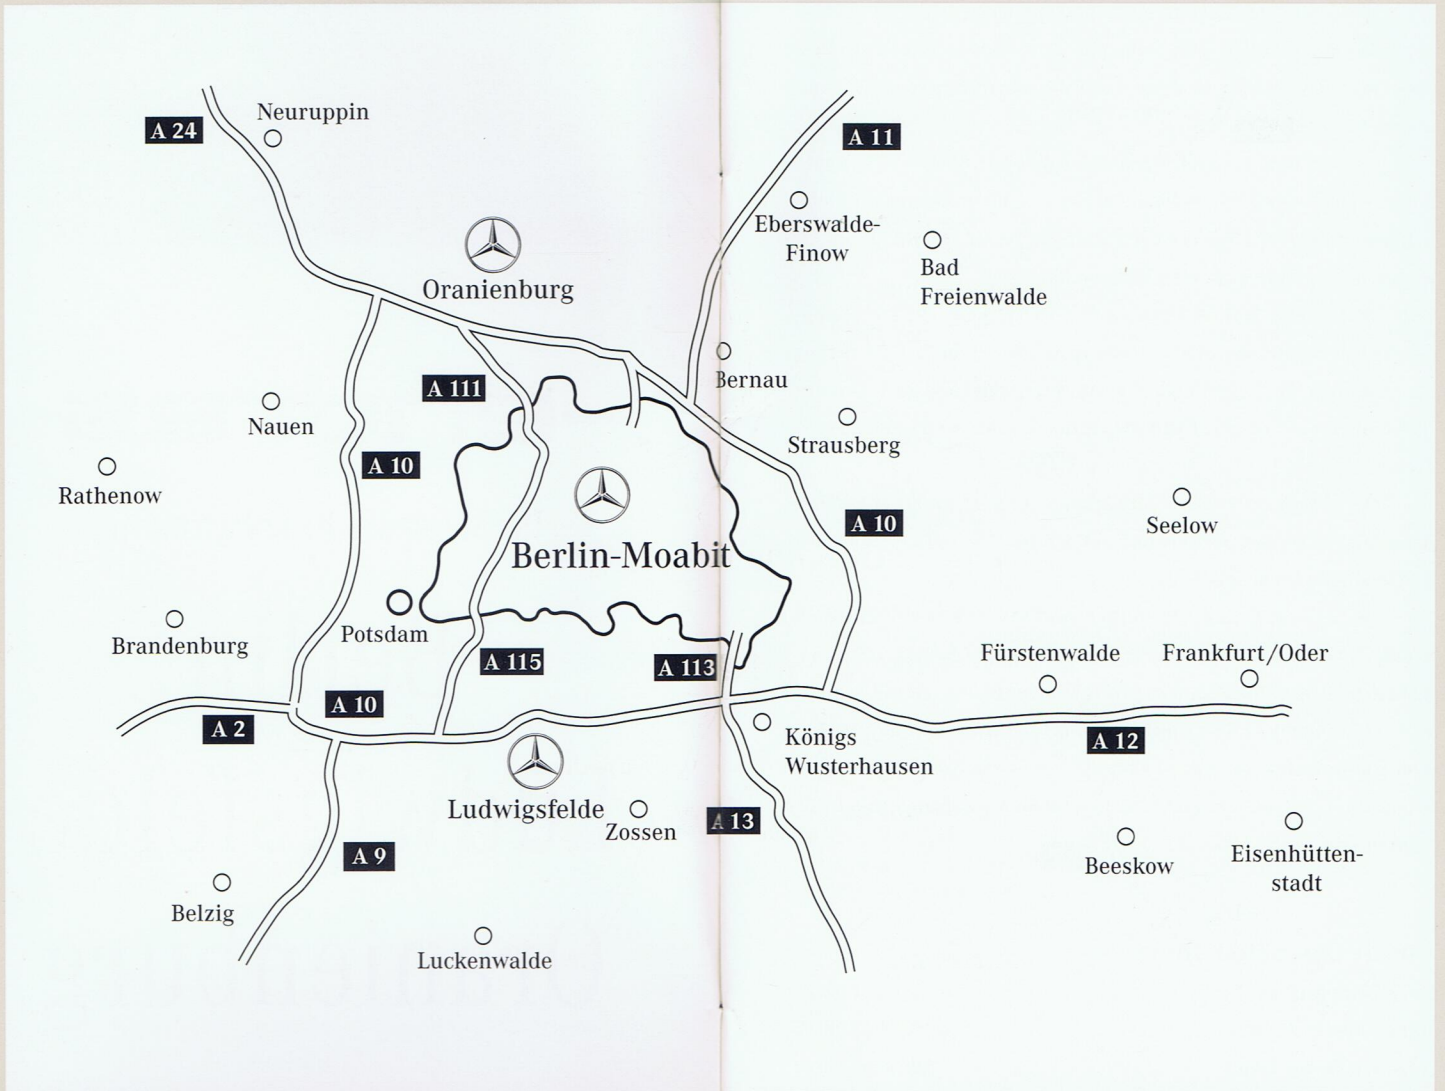 Neuruppin
A 24
A 11
Eberswalde-
Finow
Bad
Freienwalde
Oranienburg
Bernau
A 111
Nauen
Strausberg
A 10
Rathenow
A 10
Seelow
Berlin-Moabit
Potsdam
Brandenburg
A 115
A 113
Fürstenwalde
Frankfurt/Oder
A 10
A 2
Königs
Wusterhausen
A 12
Ludwigsfelde
Zossen
A 13
A 9
Beeskow
Eisenhütten-
stadt
Belzig
Luckenwalde